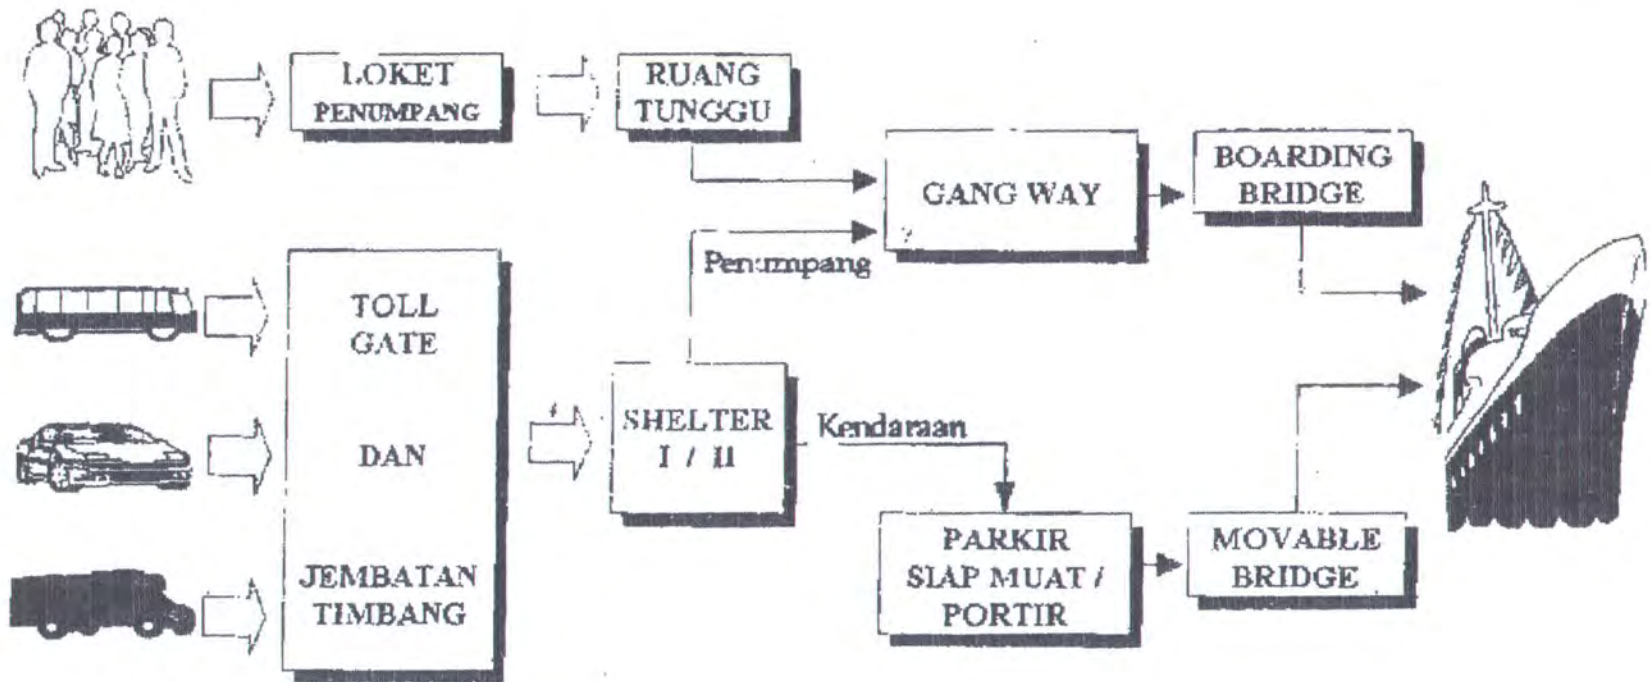 LOKET
PENUMPANG
RUANG
TUNGGU
GANG WAY
BOARDING
BRIDGE
Penumpang
TOLL
GATE
DAN
JEMBATAN
TIMBANG
SHELTER
I / II
Kendaraan
PARKIR
SIAP MUAT /
PORTIR
MOVABLE
BRIDGE